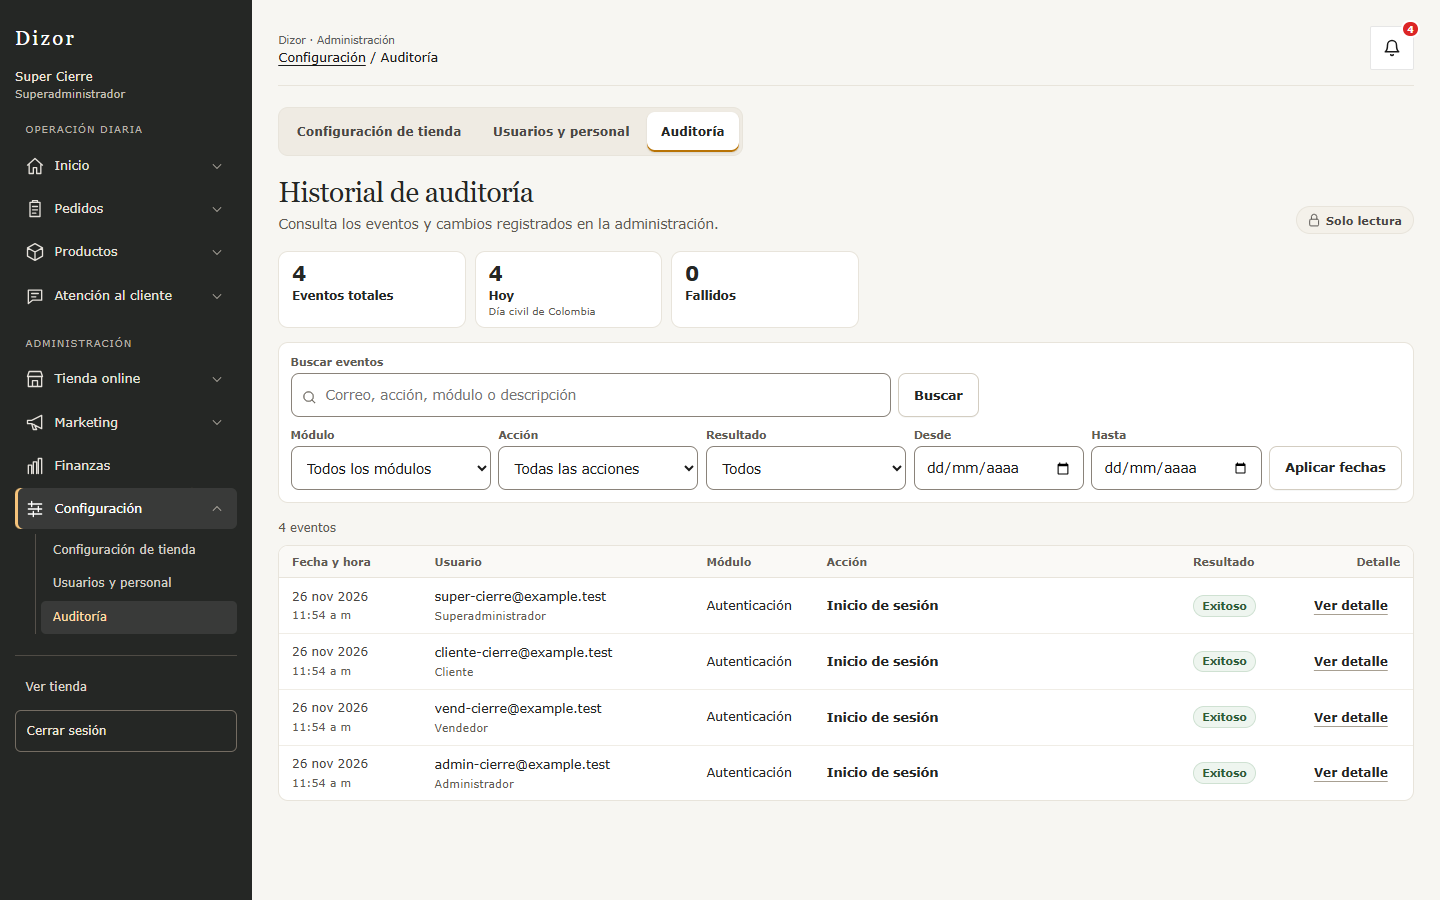 Dizor
Super Cierre
Superadministrador
OPERACIÓN DIARIA
Inicio
Pedidos
Productos
Atención al cliente
ADMINISTRACIÓN
Tienda online
Marketing
Finanzas
Configuración
Configuración de tienda
Usuarios y personal
Auditoría
Ver tienda
Cerrar sesión
Dizor · Administración
Configuración / Auditoría
4
Configuración de tienda Usuarios y personal Auditoría
Historial de auditoría
Consulta los eventos y cambios registrados en la administración.
Solo lectura
4
Eventos totales
4
Hoy
Día civil de Colombia
0
Fallidos
Buscar eventos
Correo, acción, módulo o descripción
Buscar
Módulo Acción Resultado Desde Hasta
Todos los módulos Todas las acciones Todos dd/mm/aaaa dd/mm/aaaa Aplicar fechas
4 eventos
Fecha y hora Usuario Módulo Acción Resultado Detalle
26 nov 2026 super-cierre@example.test
Autenticación Inicio de sesión Exitoso Ver detalle
11:54 a m Superadministrador
26 nov 2026 cliente-cierre@example.test
Autenticación Inicio de sesión Exitoso Ver detalle
11:54 a m Cliente
26 nov 2026 vend-cierre@example.test
Autenticación Inicio de sesión Exitoso Ver detalle
11:54 a m Vendedor
26 nov 2026 admin-cierre@example.test
Autenticación Inicio de sesión Exitoso Ver detalle
11:54 a m Administrador